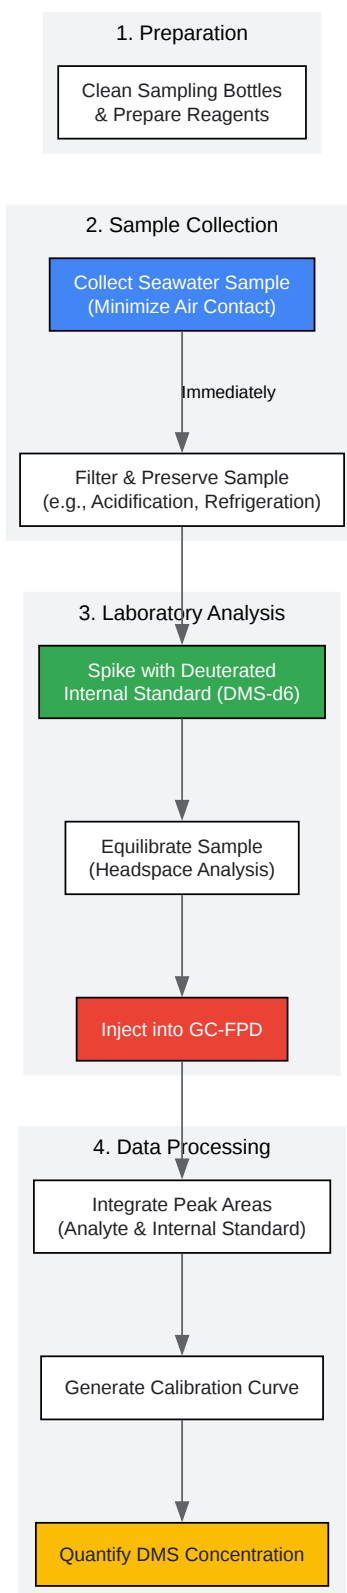 1. Preparation
Clean Sampling Bottles
& Prepare Reagents
2. Sample Collection
Collect Seawater Sample
(Minimize Air Contact)
Immediately
Filter & Preserve Sample
(e.g., Acidification, Refrigeration)
3. Laboratory Analysis
Spike with Deuterated
Internal Standard (DMS-d6)
Equilibrate Sample
(Headspace Analysis)
Inject into GC-FPD
4. Data Processing
Integrate Peak Areas
(Analyte & Internal Standard)
Generate Calibration Curve
Quantify DMS Concentration